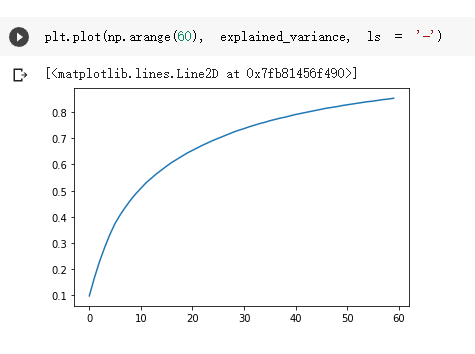 plt.plot(np.arange(60), explained_variance, ls = '-')
[<matplotlib.lines.Line2D at 0x7fb81456f490>]
0.8
0.7
0.6
0.5
0.4
0.3
0.2
0.1
0 10 20 30 40 50 60